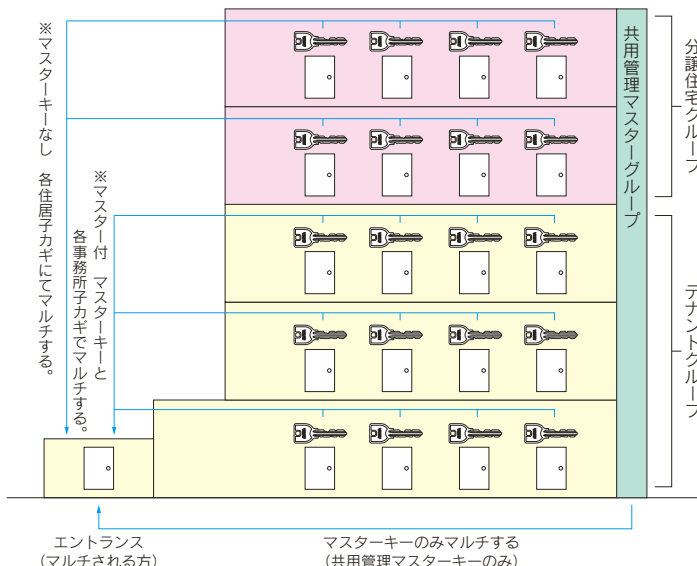 ※マスターキーなし　各住居子カギにてマルチする。
※マスター付　マスターキーと
各事務所子カギでマルチする。
共用管理マスターグループ
分譲住宅グループ
テナントグループ
エントランス
(マルチされる方)
マスターキーのみマルチする
(共用管理マスターキーのみ)